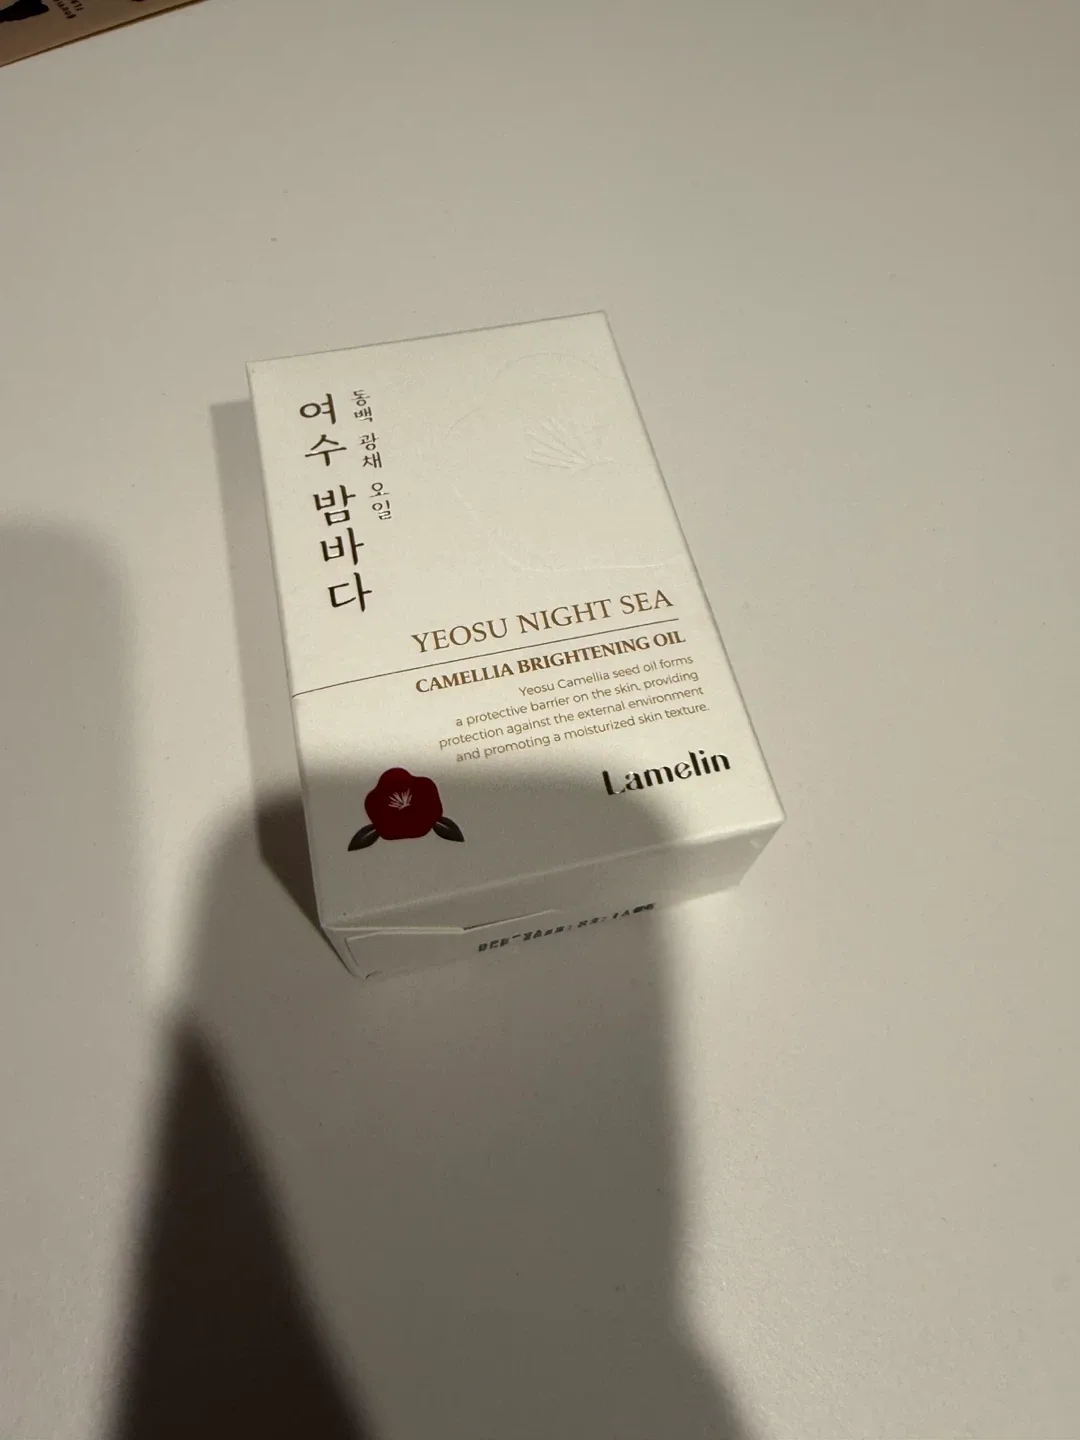 여수 밤바다
동백 광채 오일
YEOSU NIGHT SEA
CAMELLIA BRIGHTENING OIL
Yeosu Camellia seed oil forms
a protective barrier on the skin, providing
protection against the external environment
and promoting a moisturized skin texture.
Lamelin